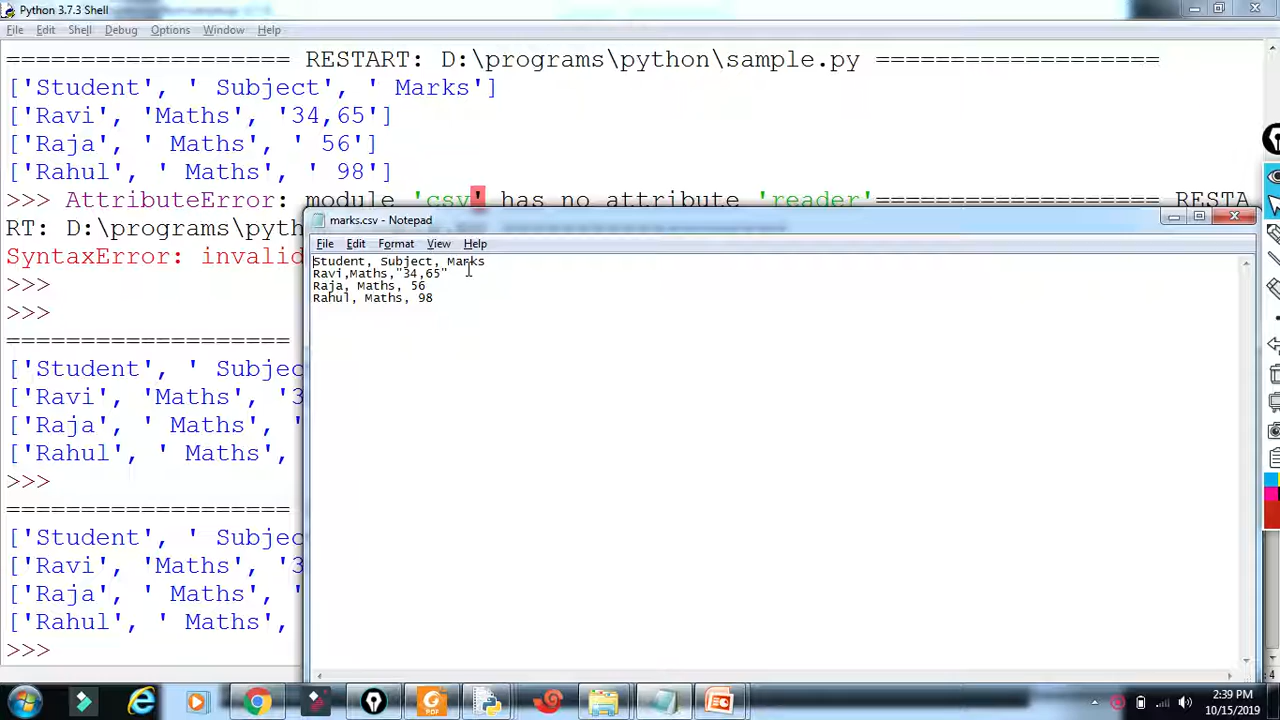 Python 3.7.3 Shell
File Edit Shell Debug Options Window Help
================== RESTART: D:\programs\python\sample.py ==================
['Student', ' Subject', ' Marks']
['Ravi', 'Maths', '34,65']
['Raja', ' Maths', ' 56']
['Rahul', ' Maths', ' 98']
>>> AttributeError: module 'csv' has no attribute 'reader'================== RESTA
RT: D:\programs\pyth
SyntaxError: invalid
>>>
>>>
===================
['Student', ' Subjec
['Ravi', 'Maths', '3
['Raja', ' Maths', '
['Rahul', ' Maths',
>>>
===================
['Student', ' Subjec
['Ravi', 'Maths', '3
['Raja', ' Maths', '
['Rahul', ' Maths',
>>>
marks.csv - Notepad
File Edit Format View Help
Student, Subject, Marks
Ravi,Maths,"34,65"
Raja, Maths, 56
Rahul, Maths, 98
PDF
2:39 PM
10/15/2019